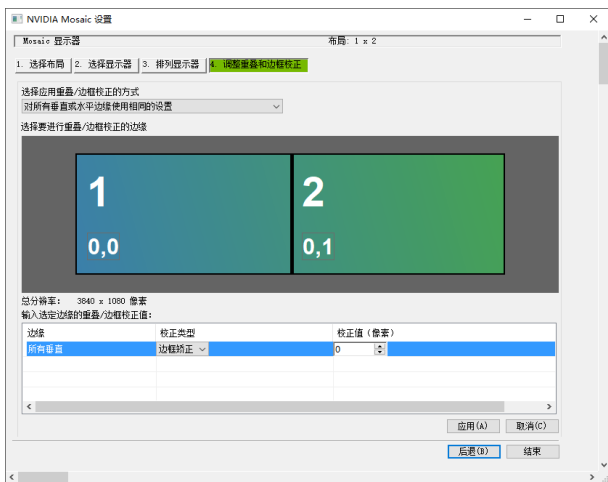 NVIDIA Mosaic 设置
Mosaic 显示器 布局: 1 x 2
1. 选择布局 2. 选择显示器 3. 排列显示器 4. 调整重叠和边框校正
选择应用重叠/边框校正的方式
对所有垂直或水平边缘使用相同的设置
选择要进行重叠/边框校正的边缘
1 2
0,0 0,1
总分辨率: 3840 x 1080 像素
输入选定边缘的重叠/边框校正值:
边缘 校正类型 校正值(像素)
所有垂直 边框矫正 0
应用(A) 取消(C)
后退(B) 结束